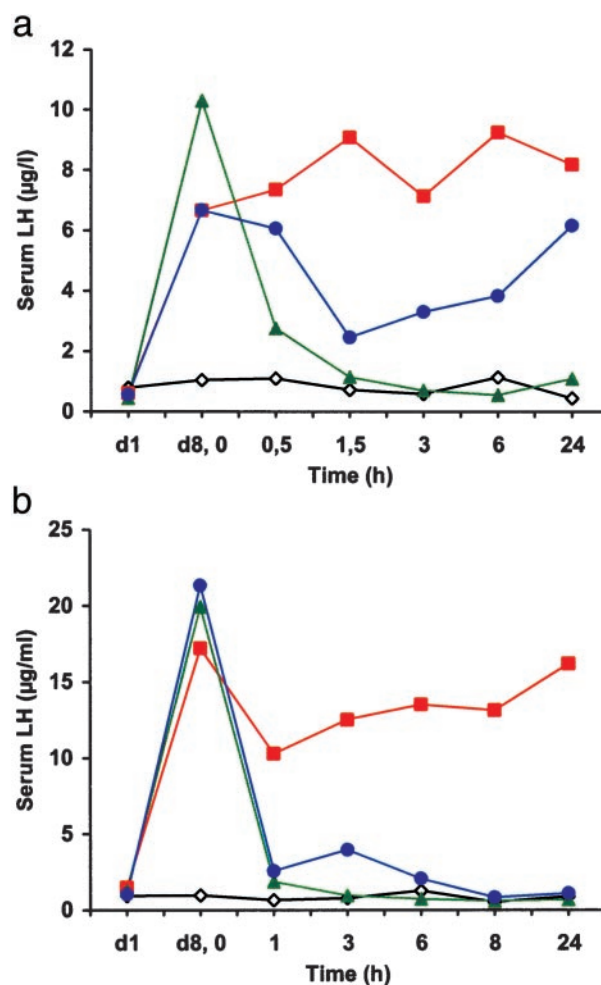 a
12
10
8
6
4
2
0
Serum LH (µg/l)
d1 d8, 0 0,5 1,5 3 6 24
Time (h)
b
25
20
15
10
5
0
Serum LH (µg/ml)
d1 d8, 0 1 3 6 8 24
Time (h)